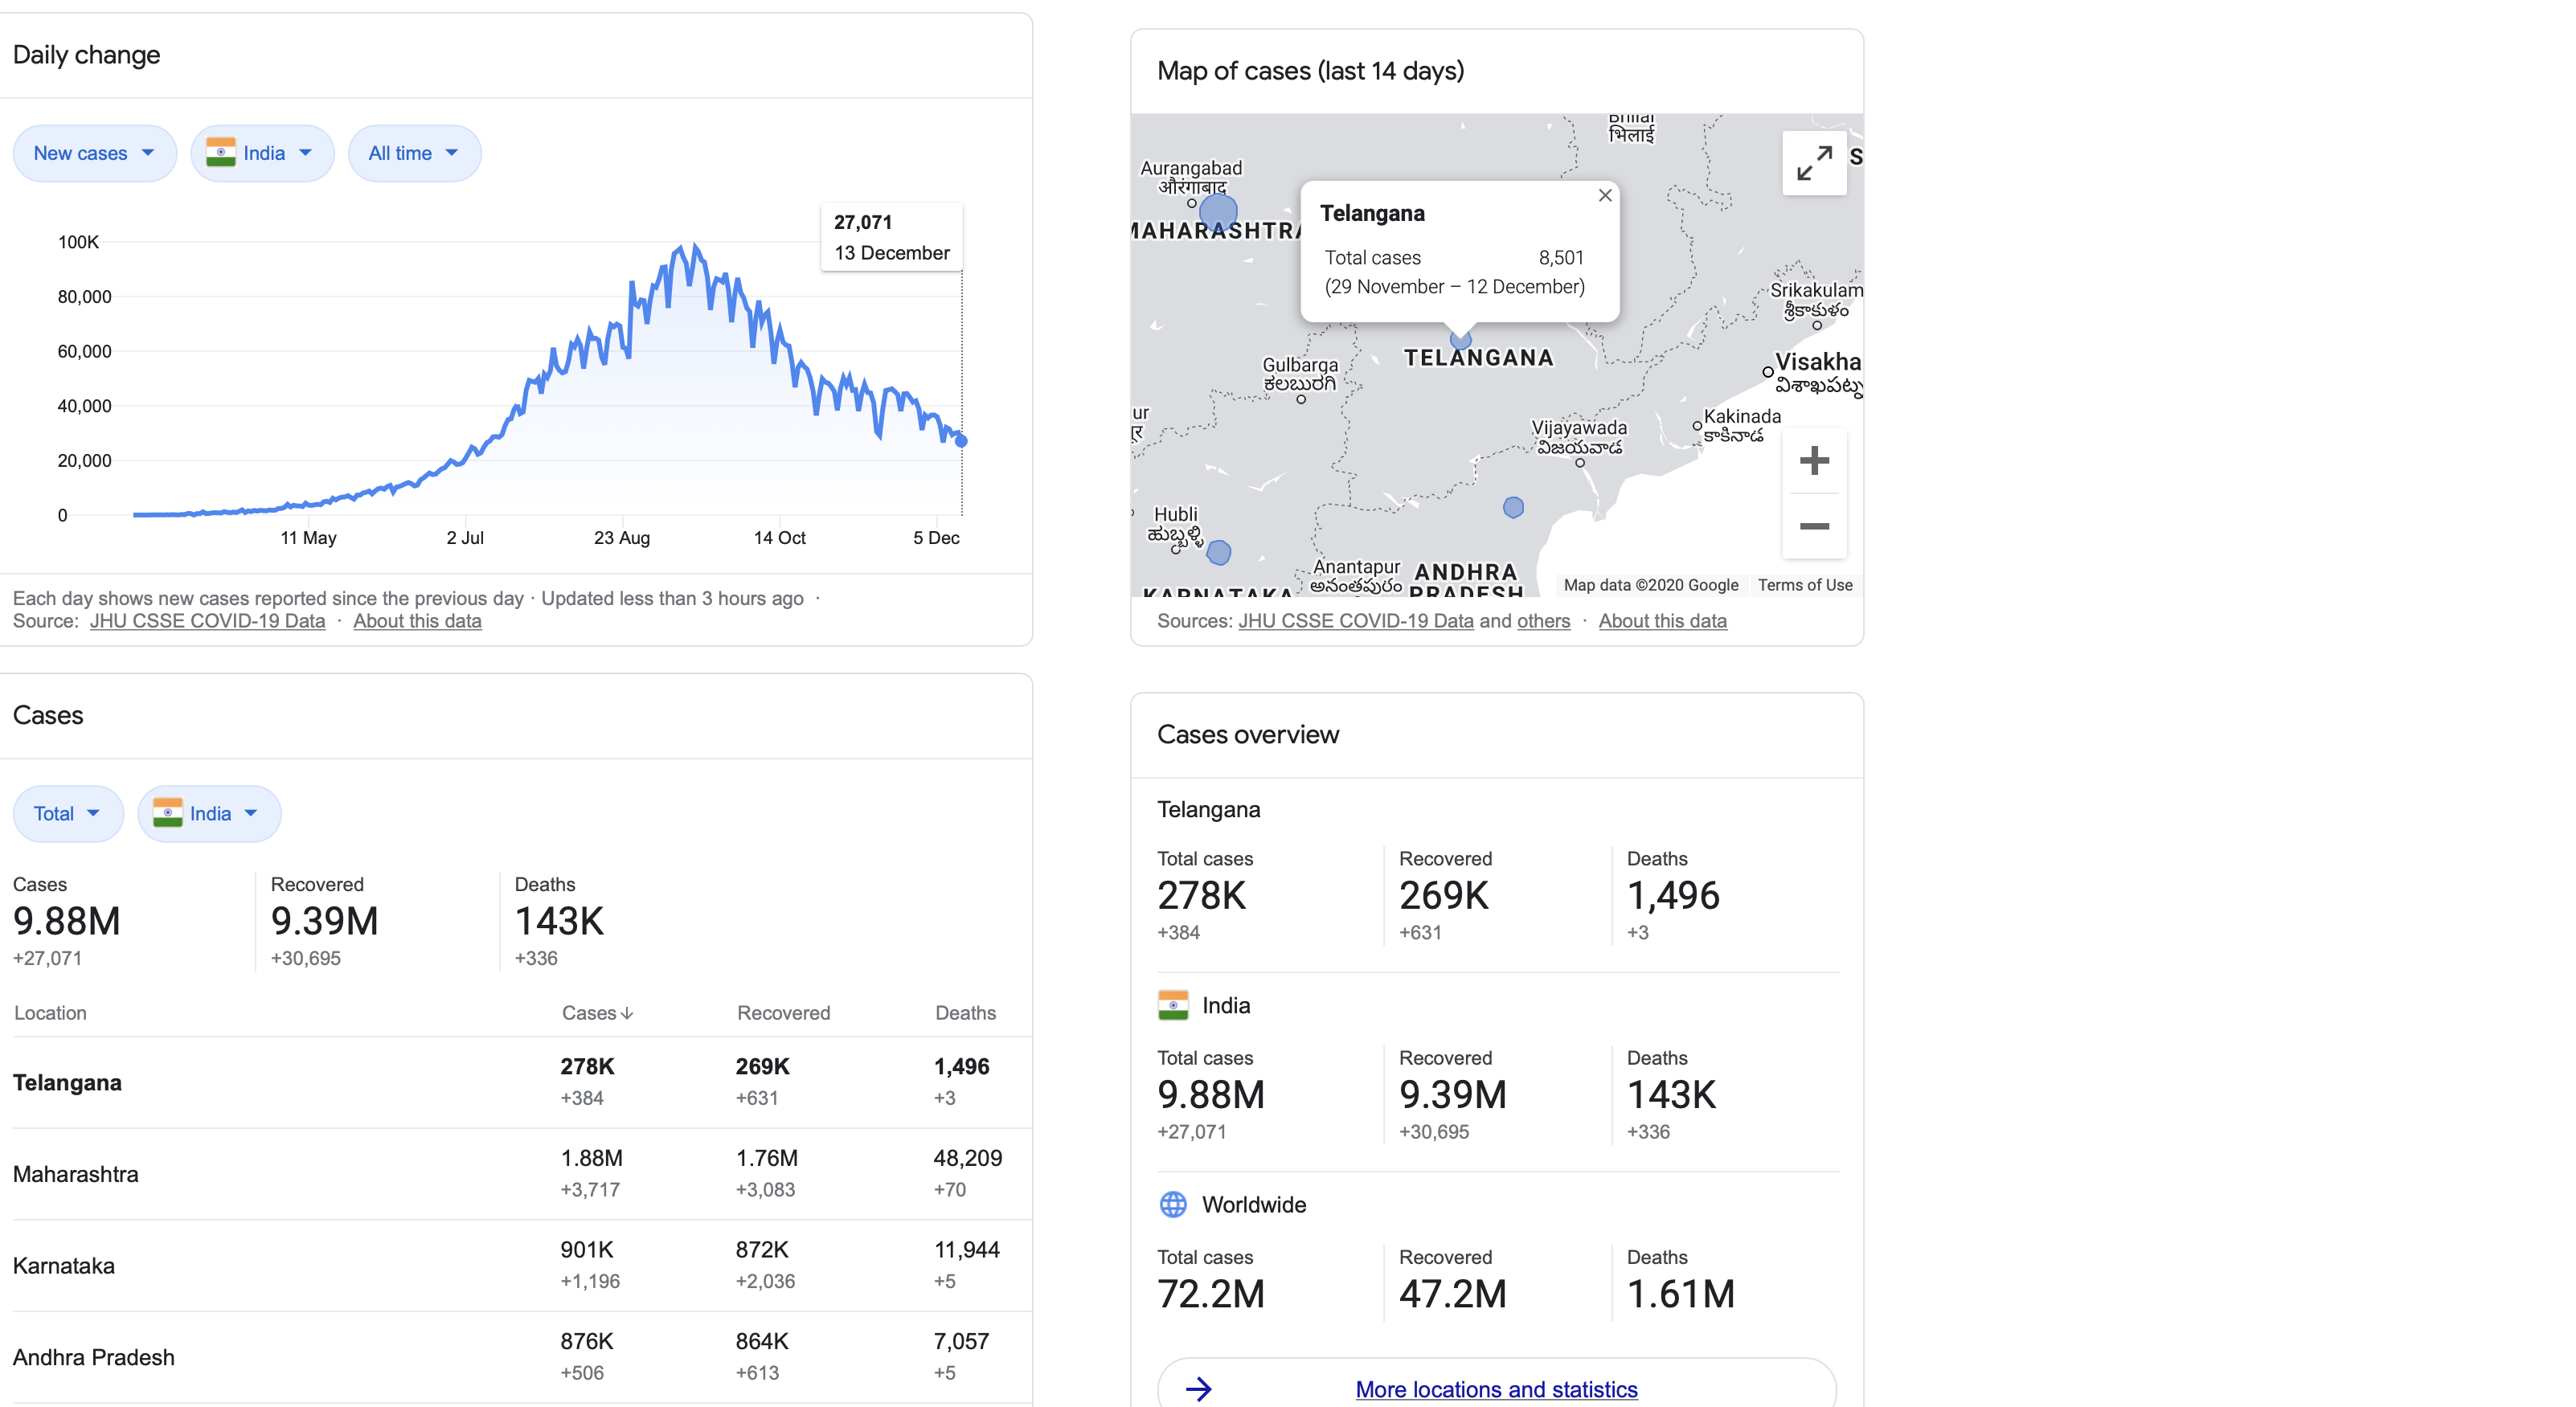 Daily change
New cases
India
All time
27,071
13 December
100K
80,000
60,000
40,000
20,000
0
11 May
2 Jul
23 Aug
14 Oct
5 Dec
Each day shows new cases reported since the previous day · Updated less than 3 hours ago ·
Source: JHU CSSE COVID-19 Data · About this data
Cases
Total
India
Cases
Recovered
Deaths
9.88M
9.39M
143K
+27,071
+30,695
+336
Location
Cases
Recovered
Deaths
Telangana
278K
269K
1,496
+384
+631
+3
Maharashtra
1.88M
1.76M
48,209
+3,717
+3,083
+70
Karnataka
901K
872K
11,944
+1,196
+2,036
+5
Andhra Pradesh
876K
864K
7,057
+506
+613
+5
Map of cases (last 14 days)
भिलाई
Aurangabad
औरंगाबाद
MAHARASHTRA
Telangana
Total cases 8,501
(29 November – 12 December)
TELANGANA
Srikakulam
శ్రీకాకుళం
Gulbarga
ಕಲಬುರಗಿ
Visakha
విశాఖపట్న
ur
Kakinada
కాకినాడ
Vijayawada
విజయవాడ
Hubli
ಹುಬ್ಬಳ್ಳಿ
KARNATAKA
Anantapur
అనంతపురం
ANDHRA
PRADESH
Map data ©2020 Google
Terms of Use
Sources: JHU CSSE COVID-19 Data and others · About this data
Cases overview
Telangana
Total cases
Recovered
Deaths
278K
269K
1,496
+384
+631
+3
India
Total cases
Recovered
Deaths
9.88M
9.39M
143K
+27,071
+30,695
+336
Worldwide
Total cases
Recovered
Deaths
72.2M
47.2M
1.61M
More locations and statistics